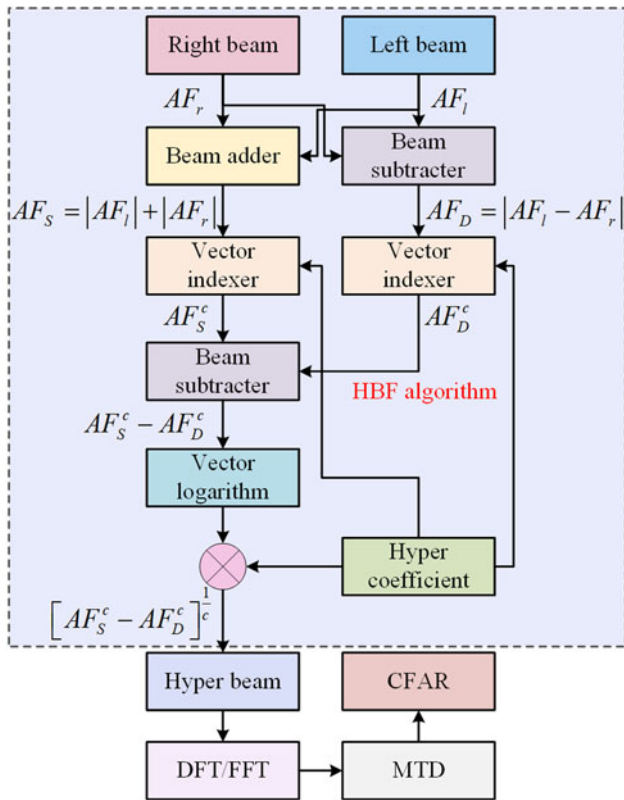 Right beam
Left beam
AF_r
AF_l
Beam adder
Beam
subtracter
AF_S = |AF_l| + |AF_r|
AF_D = |AF_l − AF_r|
Vector
indexer
Vector
indexer
AF_S^c
AF_D^c
Beam
subtracter
HBF algorithm
AF_S^c − AF_D^c
Vector
logarithm
Hyper
coefficient
[AF_S^c − AF_D^c]^{1/c}
Hyper beam
CFAR
DFT/FFT
MTD